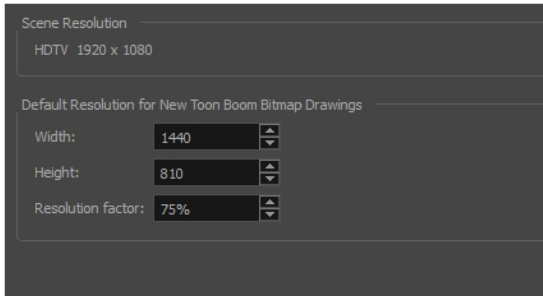 Scene Resolution
HDTV 1920 x 1080
Default Resolution for New Toon Boom Bitmap Drawings
Width: 1440
Height: 810
Resolution factor: 75%